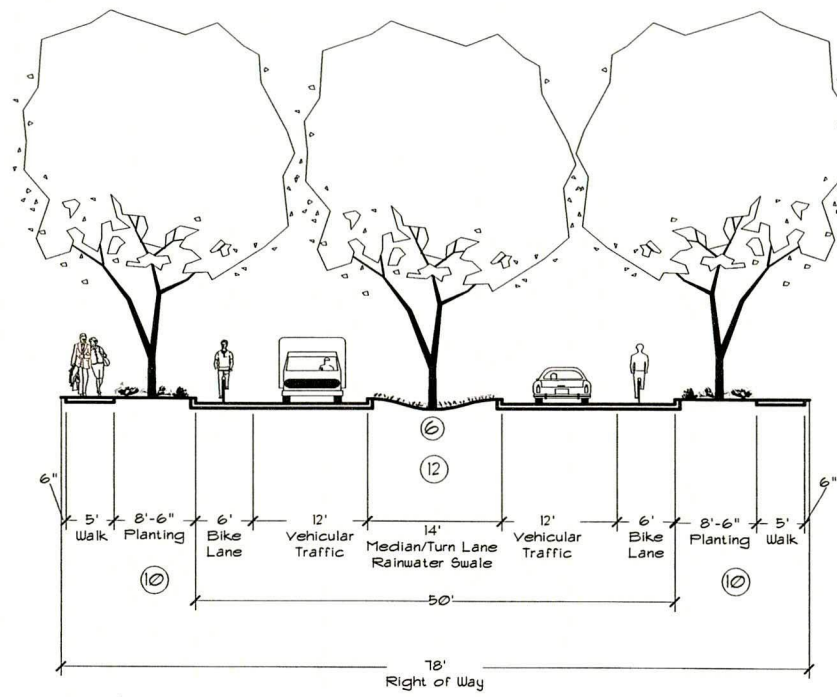 6
12
6"
6"
5'
Walk
8'-6"
Planting
6'
Bike
Lane
12'
Vehicular
Traffic
14'
Median/Turn Lane
Rainwater Swale
12'
Vehicular
Traffic
6'
Bike
Lane
8'-6"
Planting
5'
Walk
10
10
50'
78'
Right of Way